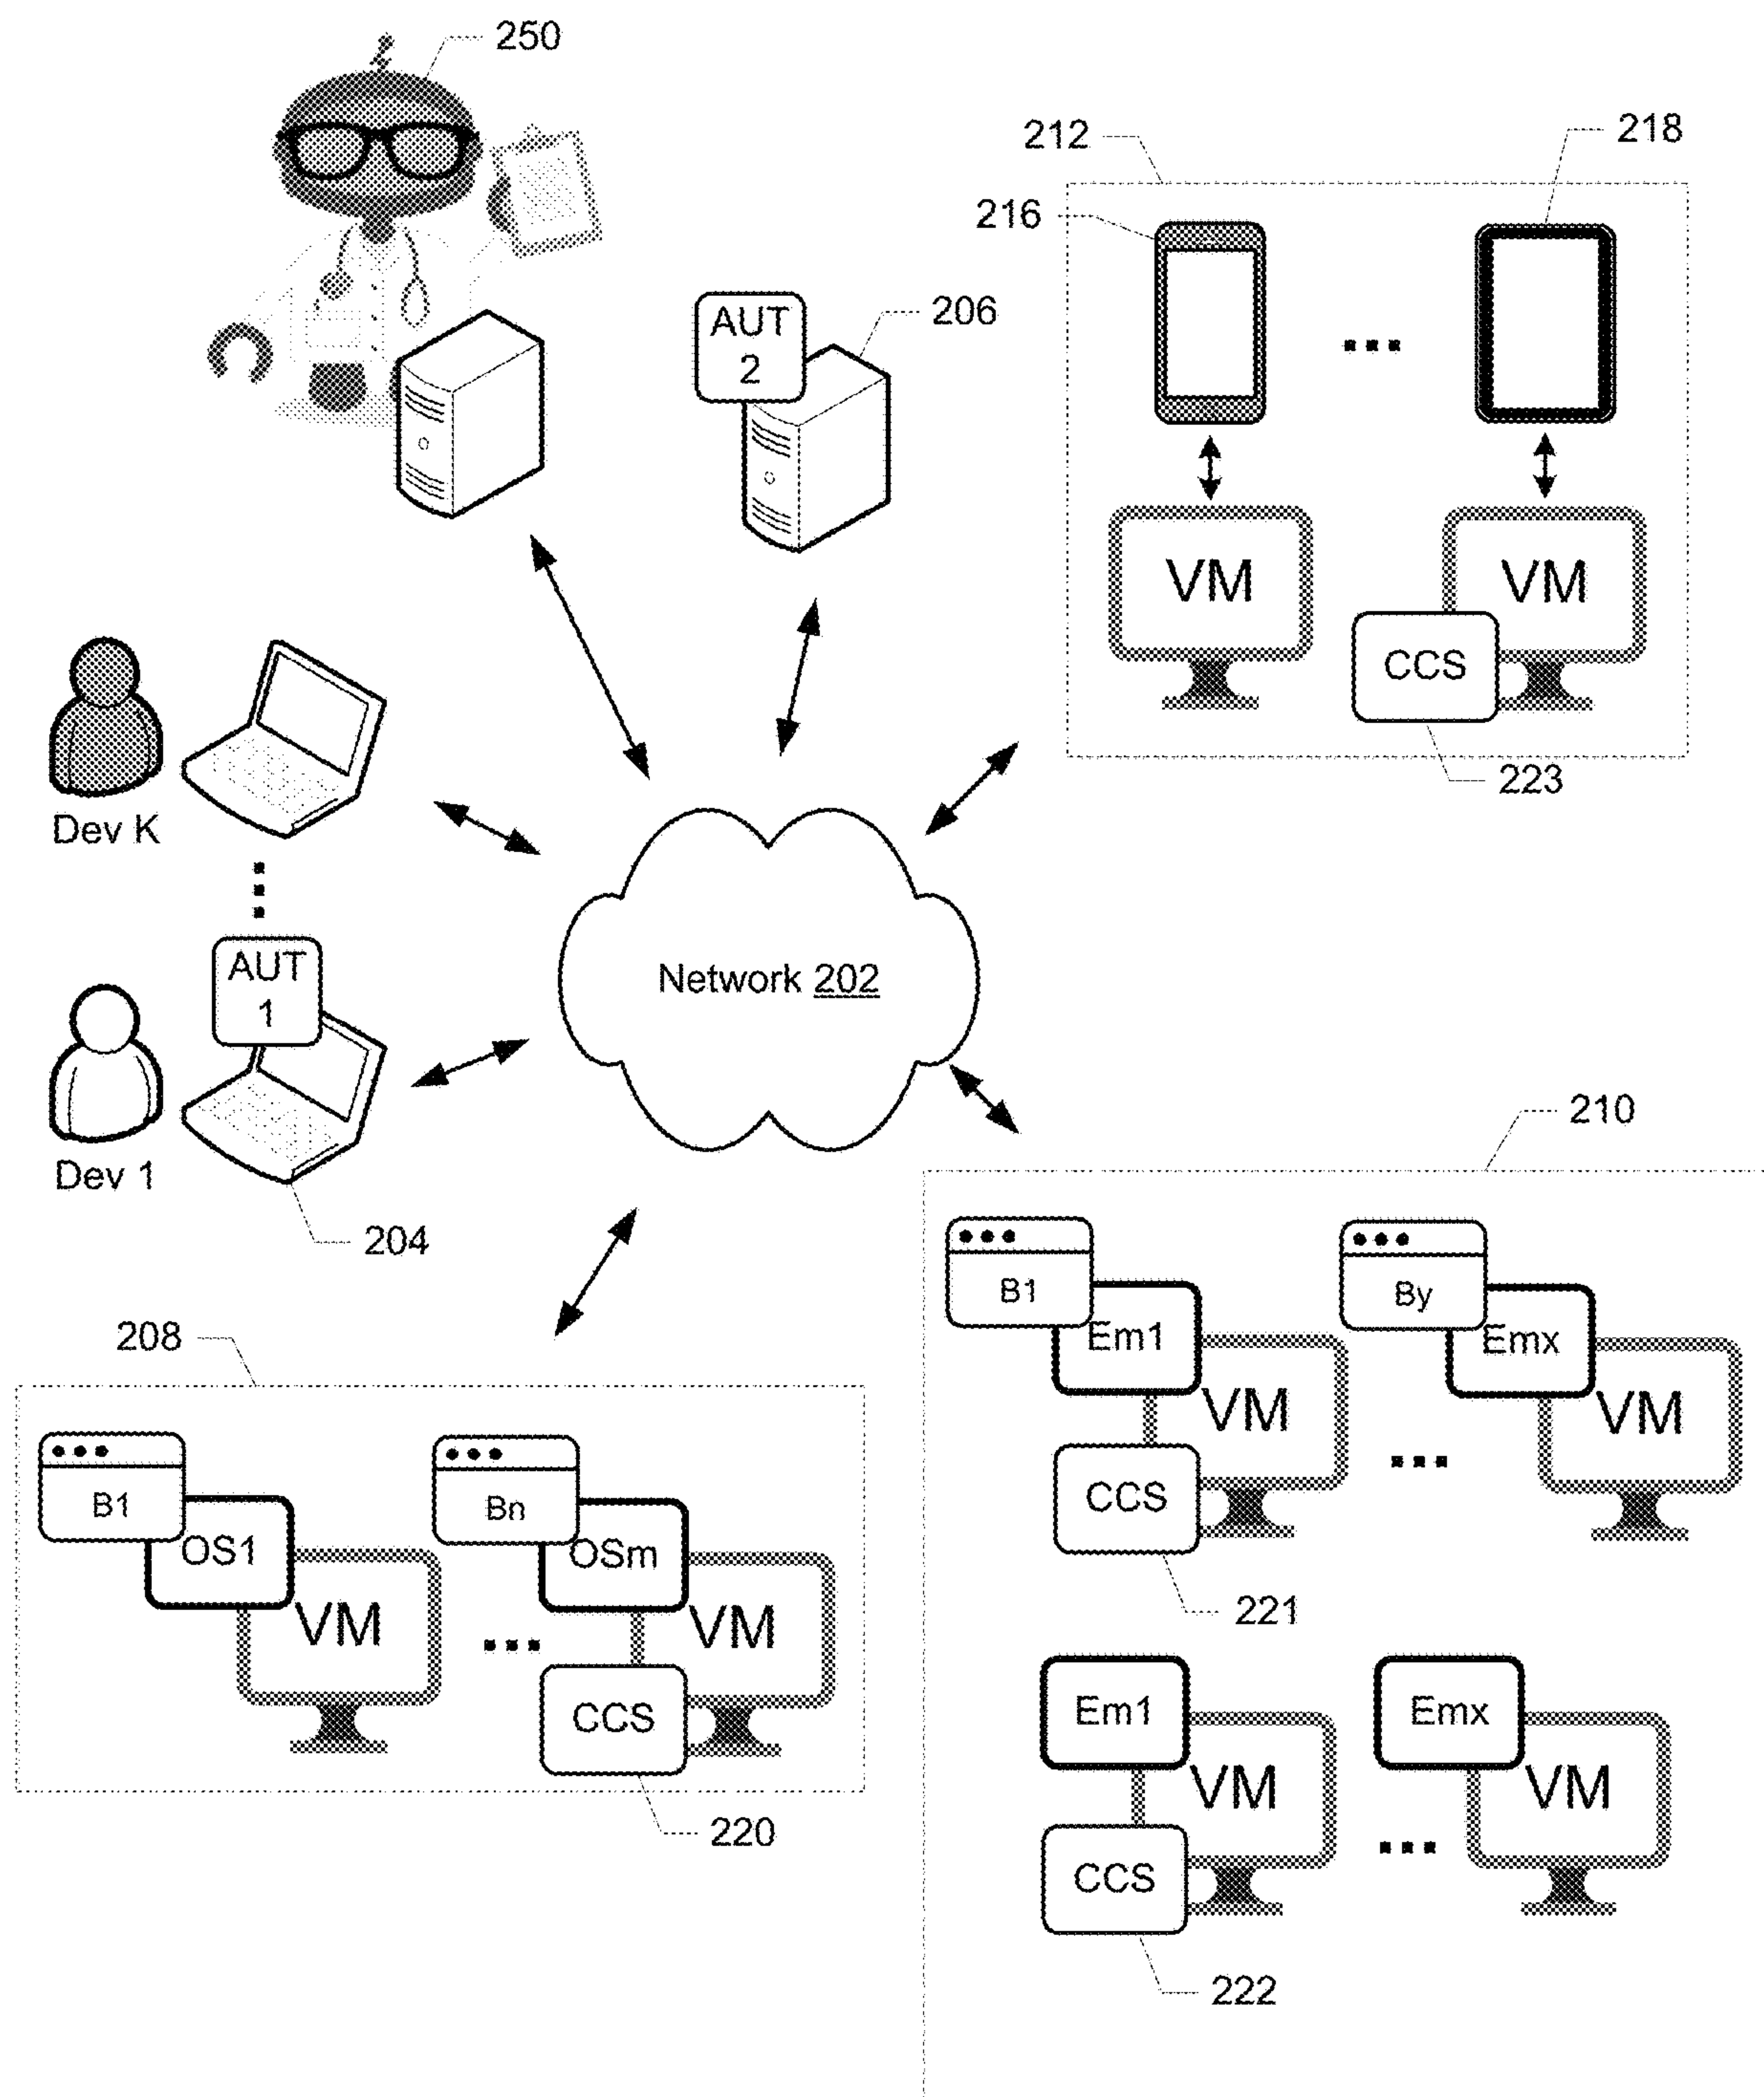 250
212
218
216
AUT
2
206
VM
VM
CCS
223
Dev K
AUT
1
Dev 1
204
Network 202
210
B1
Em1
VM
CCS
221
By
Emx
VM
208
B1
OS1
VM
Bn
OSm
VM
CCS
220
Em1
VM
CCS
222
Emx
VM